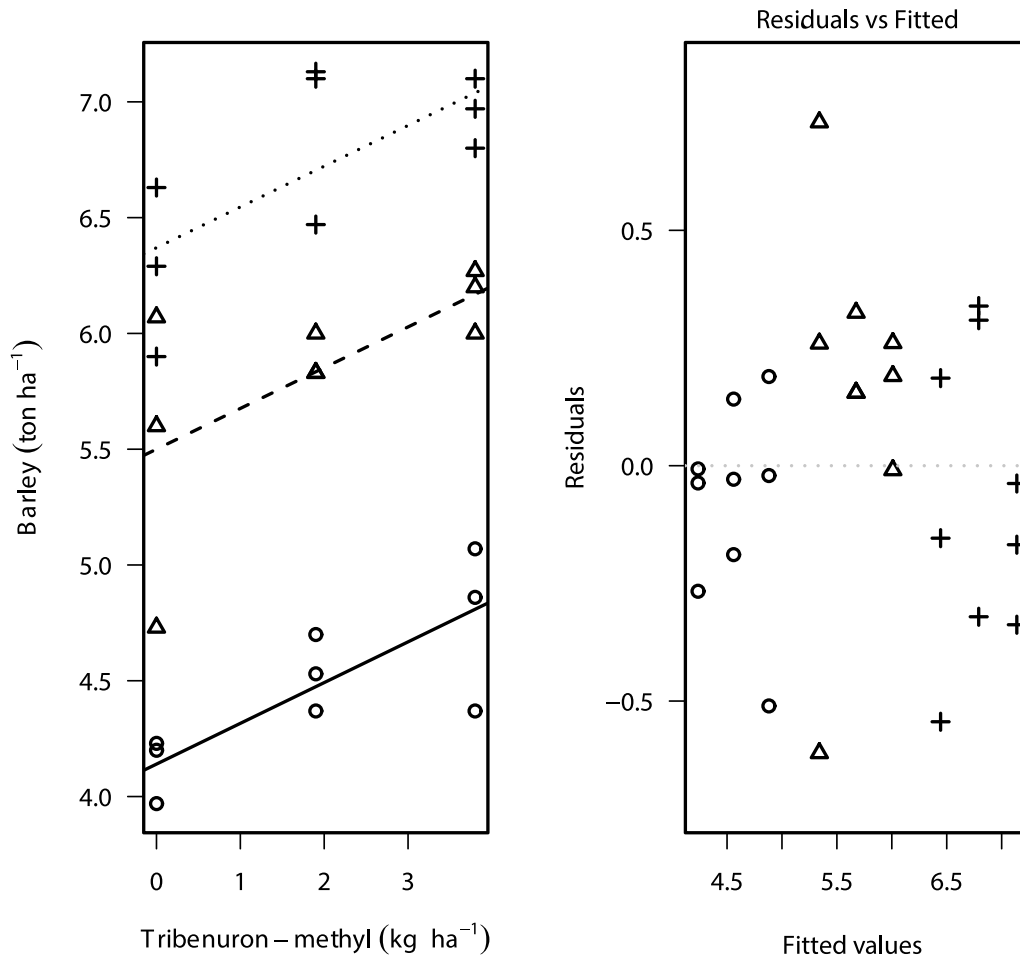 7.0
6.5
6.0
5.5
5.0
4.5
4.0
Barley (ton ha⁻¹)
0 1 2 3
Tribenuron – methyl (kg ha⁻¹)
Residuals vs Fitted
0.5
0.0
−0.5
Residuals
4.5 5.5 6.5
Fitted values